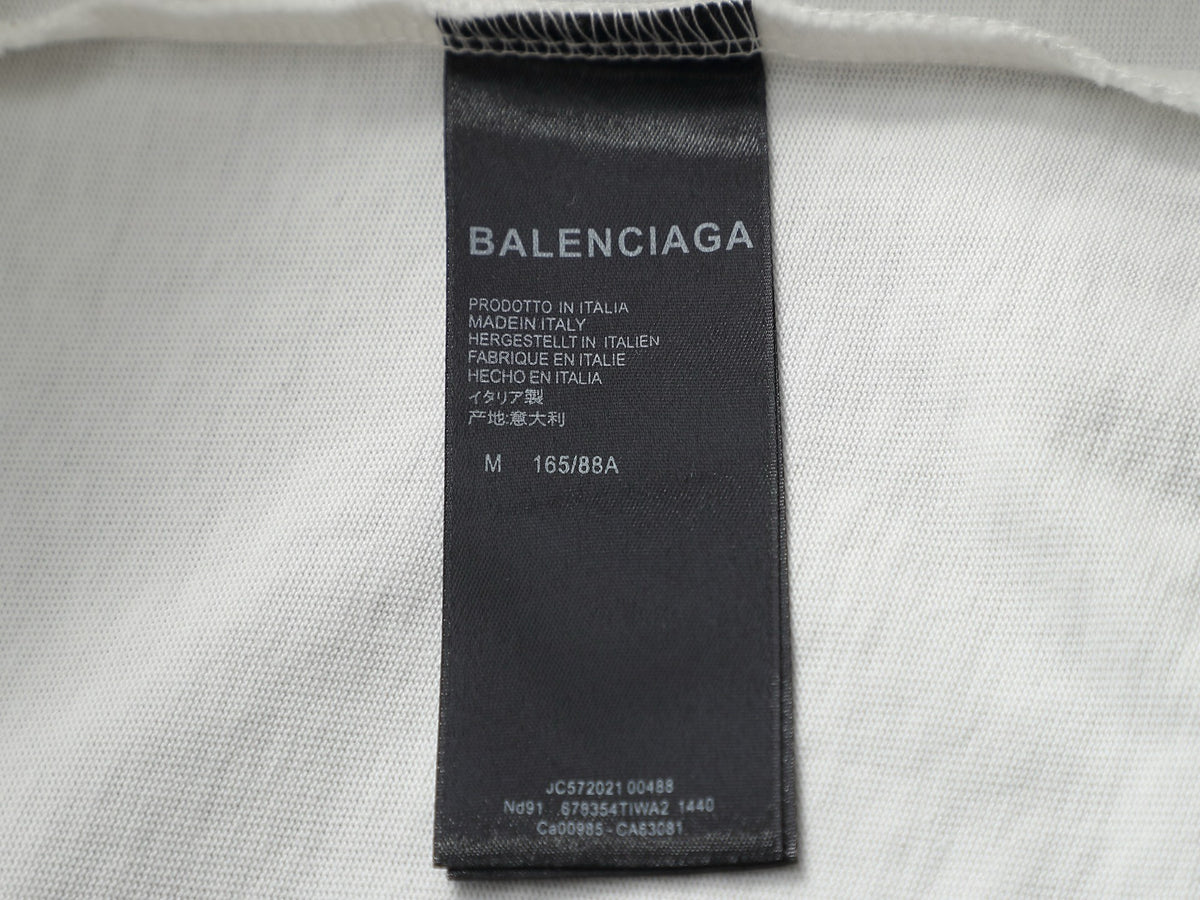 BALENCIAGA
PRODOTTO IN ITALIA
MADEIN ITALY
HERGESTELLT IN ITALIEN
FABRIQUE EN ITALIE
HECHO EN ITALIA
イタリア製
产地:意大利
M 165/88A
JC572021 00488
Nd91 678354TIWA2 1440
Ca00985-CA63081